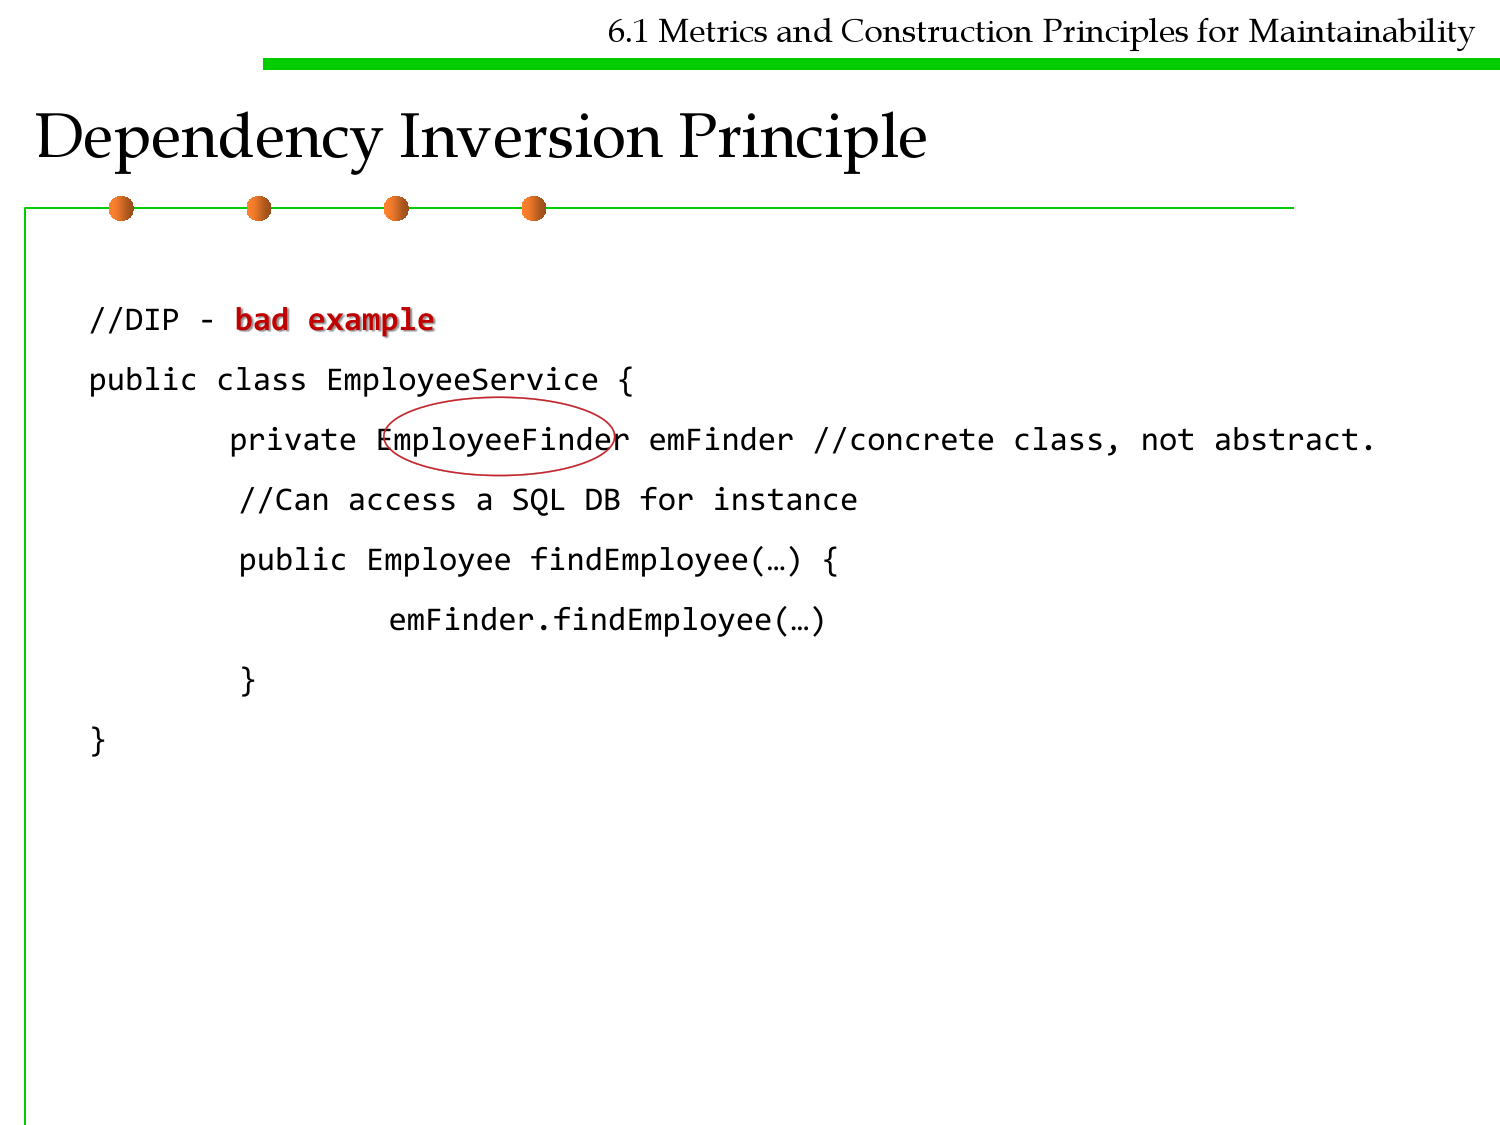 6.1 Metrics and Construction Principles for Maintainability
Dependency Inversion Principle
//DIP - bad example
public class EmployeeService {
private EmployeeFinder emFinder //concrete class, not abstract.
//Can access a SQL DB for instance
public Employee findEmployee(…) {
emFinder.findEmployee(…)
}
}